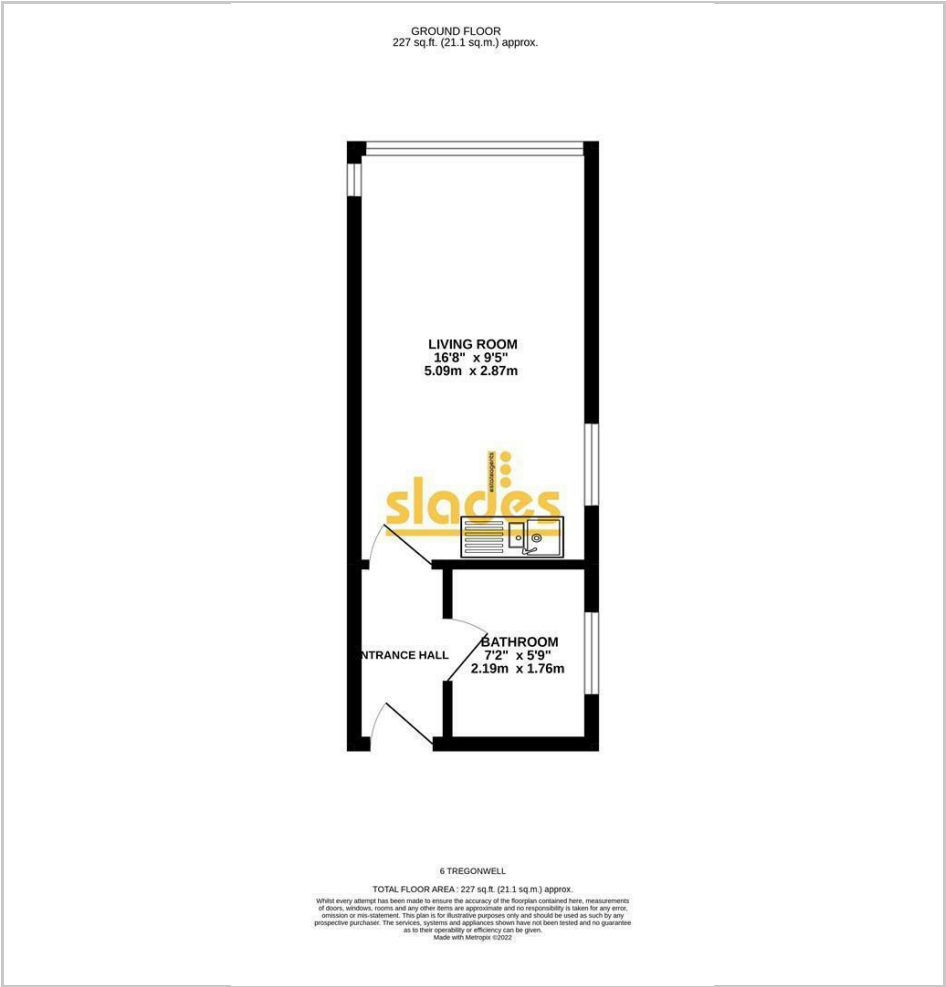 GROUND FLOOR
227 sq.ft. (21.1 sq.m.) approx.
LIVING ROOM
16'8" x 9'5"
5.09m x 2.87m
estateagents
slades
NTRANCE HALL
BATHROOM
7'2" x 5'9"
2.19m x 1.76m
6 TREGONWELL
TOTAL FLOOR AREA : 227 sq.ft. (21.1 sq.m.) approx.
Whilst every attempt has been made to ensure the accuracy of the floorplan contained here, measurements
of doors, windows, rooms and any other items are approximate and no responsibility is taken for any error,
omission or mis-statement. This plan is for illustrative purposes only and should be used as such by any
prospective purchaser. The services, systems and appliances shown have not been tested and no guarantee
as to their operability or efficiency can be given.
Made with Metropix ©2022